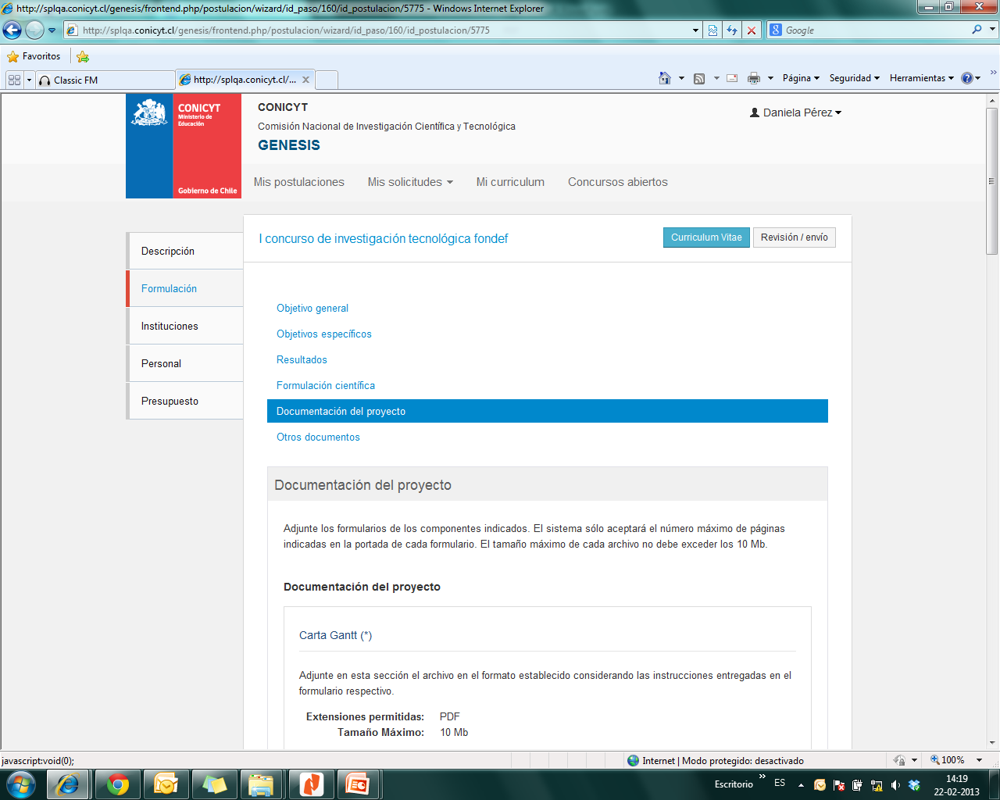 http://splqa.conicyt.cl/genesis/frontend.php/postulacion/wizard/id_paso/160/id_postulacion/5775 - Windows Internet Explorer
http://splqa.conicyt.cl/genesis/frontend.php/postulacion/wizard/id_paso/160/id_postulacion/5775
Google
Favoritos
Classic FM
http://splqa.conicyt.cl/...
Página
Seguridad
Herramientas
CONICYT
Ministerio de
Educación
Gobierno de Chile
CONICYT
Comisión Nacional de Investigación Científica y Tecnológica
GENESIS
Daniela Pérez
Mis postulaciones
Mis solicitudes
Mi curriculum
Concursos abiertos
Descripción
Formulación
Instituciones
Personal
Presupuesto
I concurso de investigación tecnológica fondef
Curriculum Vitae
Revisión / envío
Objetivo general
Objetivos específicos
Resultados
Formulación científica
Documentación del proyecto
Otros documentos
Documentación del proyecto
Adjunte los formularios de los componentes indicados. El sistema sólo aceptará el número máximo de páginas
indicadas en la portada de cada formulario. El tamaño máximo de cada archivo no debe exceder los 10 Mb.
Documentación del proyecto
Carta Gantt (*)
Adjunte en esta sección el archivo en el formato establecido considerando las instrucciones entregadas en el
formulario respectivo.
Extensiones permitidas: PDF
Tamaño Máximo: 10 Mb
javascript:void(0);
Internet | Modo protegido: desactivado
100%
Escritorio
ES
14:19
22-02-2013